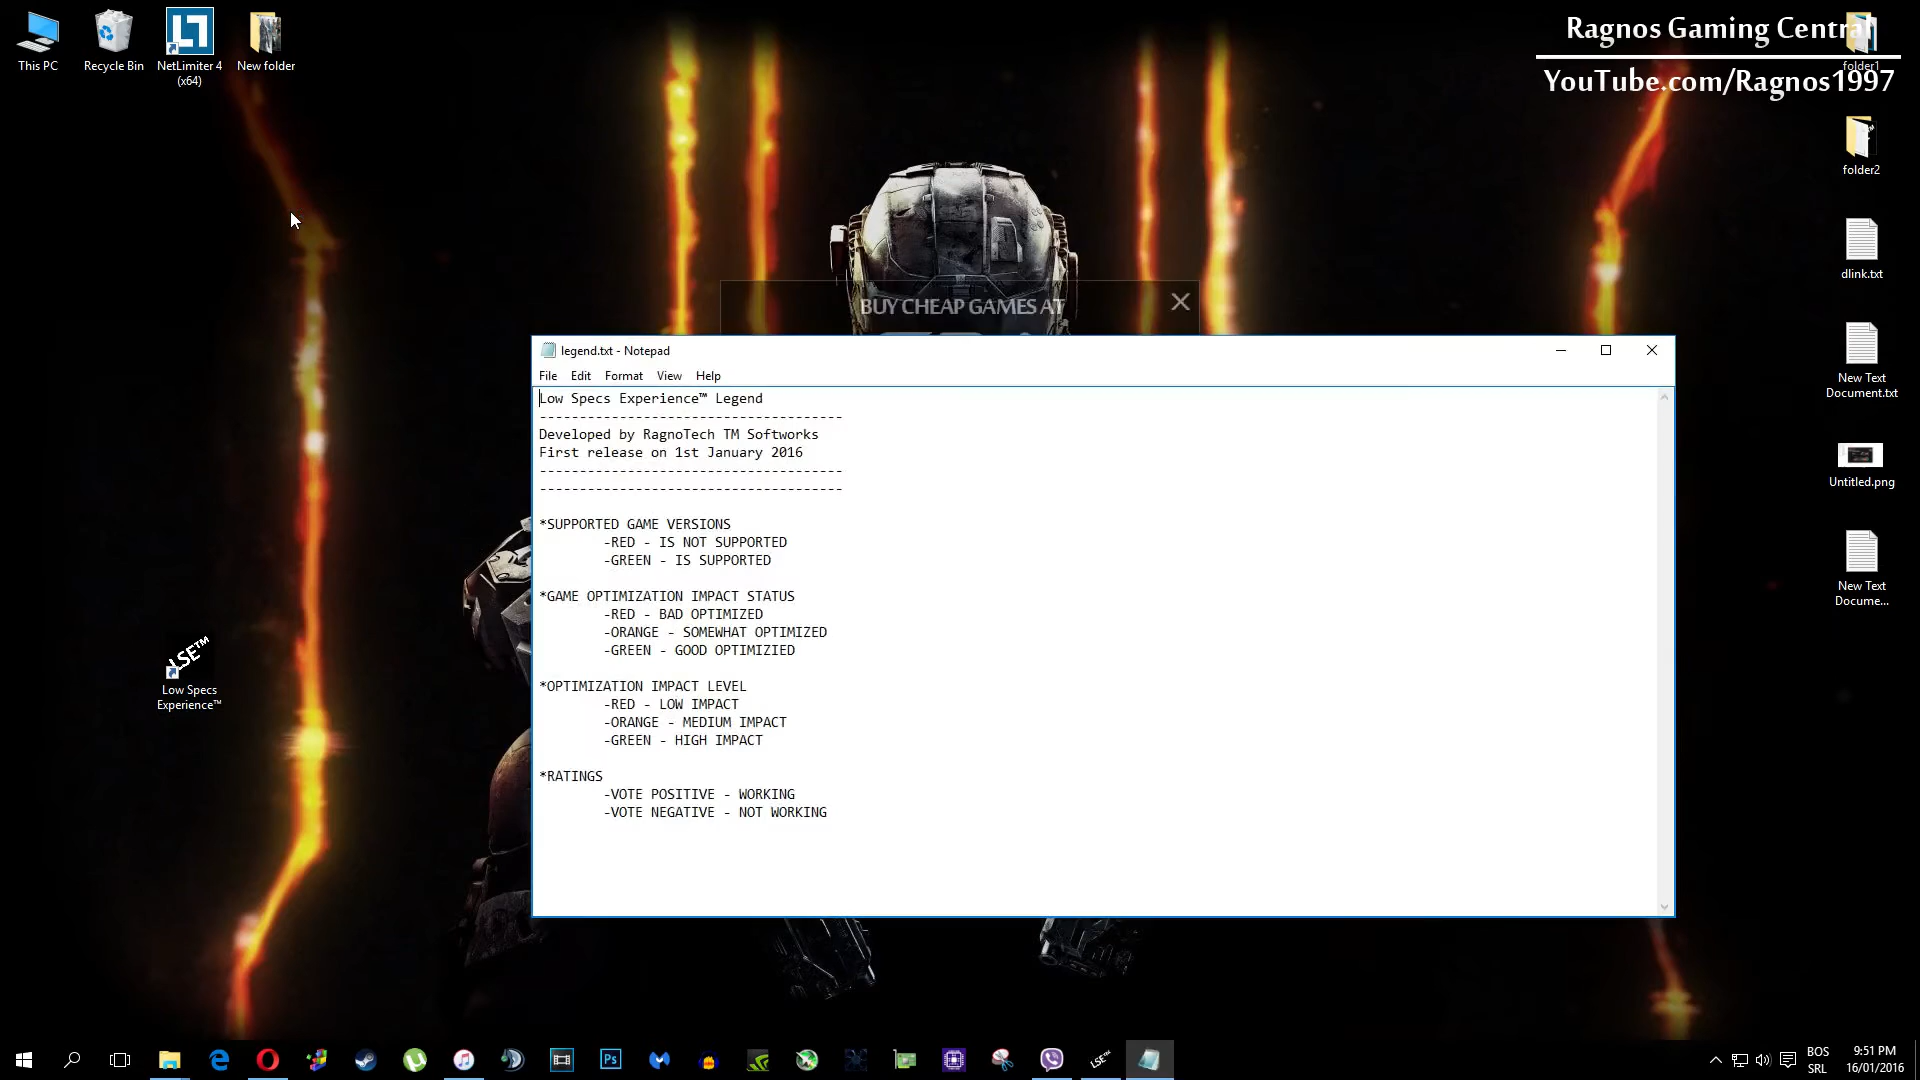 This PC
Recycle Bin
NetLimiter 4
(x64)
New folder
Ragnos Gaming Central
folder1
YouTube.com/Ragnos1997
folder2
dlink.txt
New Text
Document.txt
Untitled.png
New Text
Docume...
LSE™
Low Specs
Experience™
BUY CHEAP GAMES AT
legend.txt - Notepad
File Edit Format View Help
Low Specs Experience™ Legend
--------------------------------------
Developed by RagnoTech TM Softworks
First release on 1st January 2016
--------------------------------------
--------------------------------------
*SUPPORTED GAME VERSIONS
-RED - IS NOT SUPPORTED
-GREEN - IS SUPPORTED
*GAME OPTIMIZATION IMPACT STATUS
-RED - BAD OPTIMIZED
-ORANGE - SOMEWHAT OPTIMIZED
-GREEN - GOOD OPTIMIZIED
*OPTIMIZATION IMPACT LEVEL
-RED - LOW IMPACT
-ORANGE - MEDIUM IMPACT
-GREEN - HIGH IMPACT
*RATINGS
-VOTE POSITIVE - WORKING
-VOTE NEGATIVE - NOT WORKING
Ps
LSE™
BOS
SRL
9:51 PM
16/01/2016